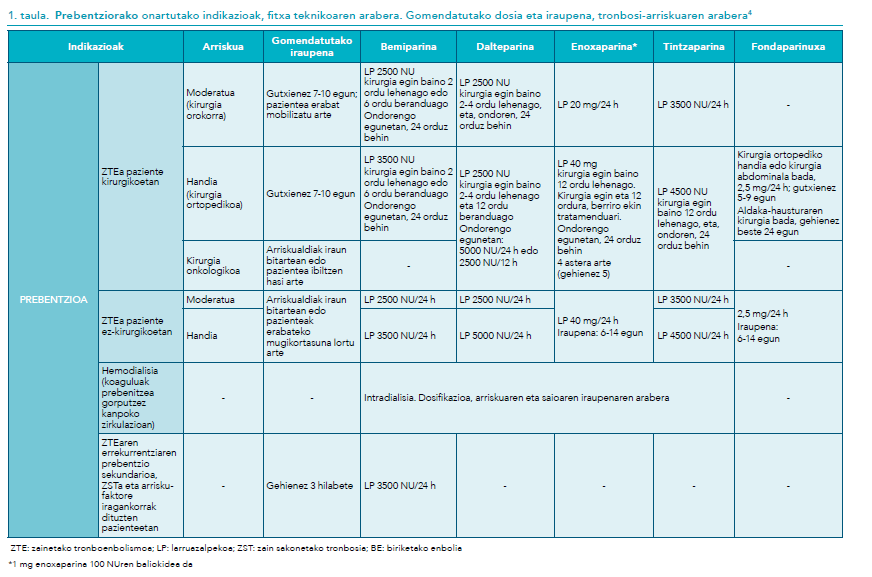 1. taula. Prebentziorako onartutako indikazioak, fitxa teknikoaren arabera. Gomendatutako dosia eta iraupena, tronbosi-arriskuaren arabera4
Indikazioak
Arriskua
Gomendatutako
iraupena
Bemiparina
Dalteparina
Enoxaparina*
Tintzaparina
Fondaparinuxa
PREBENTZIOA
ZTEa paziente
kirurgikoetan
Moderatua
(kirurgia
orokorra)
Gutxienez 7-10 egun;
pazientea erabat
mobilizatu arte
LP 2500 NU
kirurgia egin baino 2
ordu lehenago edo
6 ordu beranduago
Ondorengo
egunetan, 24 orduz
behin
LP 2500 NU
kirurgia egin baino
2-4 ordu lehenago,
eta, ondoren, 24
orduz behin
LP 20 mg/24 h
LP 3500 NU/24 h
-
Handia
(kirurgia
ortopedikoa)
Gutxienez 7-10 egun
LP 3500 NU
kirurgia egin baino 2
ordu lehenago edo
6 ordu beranduago
Ondorengo
egunetan, 24 orduz
behin
LP 2500 NU
kirurgia egin baino
2-4 ordu lehenago
eta 12 ordu
beranduago
Ondorengo
egunetan:
5000 NU/24 h edo
2500 NU/12 h
LP 40 mg
kirurgia egin baino
12 ordu lehenago.
Kirurgia egin eta 12
ordura, berriro ekin
tratamenduari.
Ondorengo
egunetan, 24 orduz
behin
4 astera arte
(gehienez 5)
LP 4500 NU
kirurgia egin
baino 12 ordu
lehenago, eta,
ondoren, 24
orduz behin
Kirurgia ortopediko
handia edo kirurgia
abdominala bada,
2,5 mg/24 h; gutxienez
5-9 egun
Aldaka-hausturaren
kirurgia bada, gehienez
beste 24 egun
Kirurgia
onkologikoa
Arriskualdiak iraun
bitartean edo
pazientea ibiltzen
hasi arte
-
-
ZTEa paziente
ez-kirurgikoetan
Moderatua
Arriskualdiak iraun
bitartean edo
pazienteak
erabateko
mugikortasuna lortu
arte
LP 2500 NU/24 h
LP 2500 NU/24 h
LP 40 mg/24 h
Iraupena: 6-14 egun
LP 3500 NU/24 h
2,5 mg/24 h
Iraupena:
6-14 egun
Handia
LP 3500 NU/24 h
LP 5000 NU/24 h
LP 4500 NU/24 h
Hemodialisia
(koaguluak
prebenitzea
gorputzez
kanpoko
zirkulazioan)
-
-
Intradialisia. Dosifikazioa, arriskuaren eta saioaren iraupenaren arabera
-
ZTEaren
errekurrentziaren
prebentzio
sekundarioa,
ZSTa eta arrisku-
faktore
iragankorrak
dituzten
pazienteetan
-
Gehienez 3 hilabete
LP 3500 NU/24 h
-
-
-
-
ZTE: zainetako tronboenbolismoa; LP: larruazalpekoa; ZST: zain sakonetako tronbosia; BE: biriketako enbolia
*1 mg enoxaparina 100 NUren baliokidea da